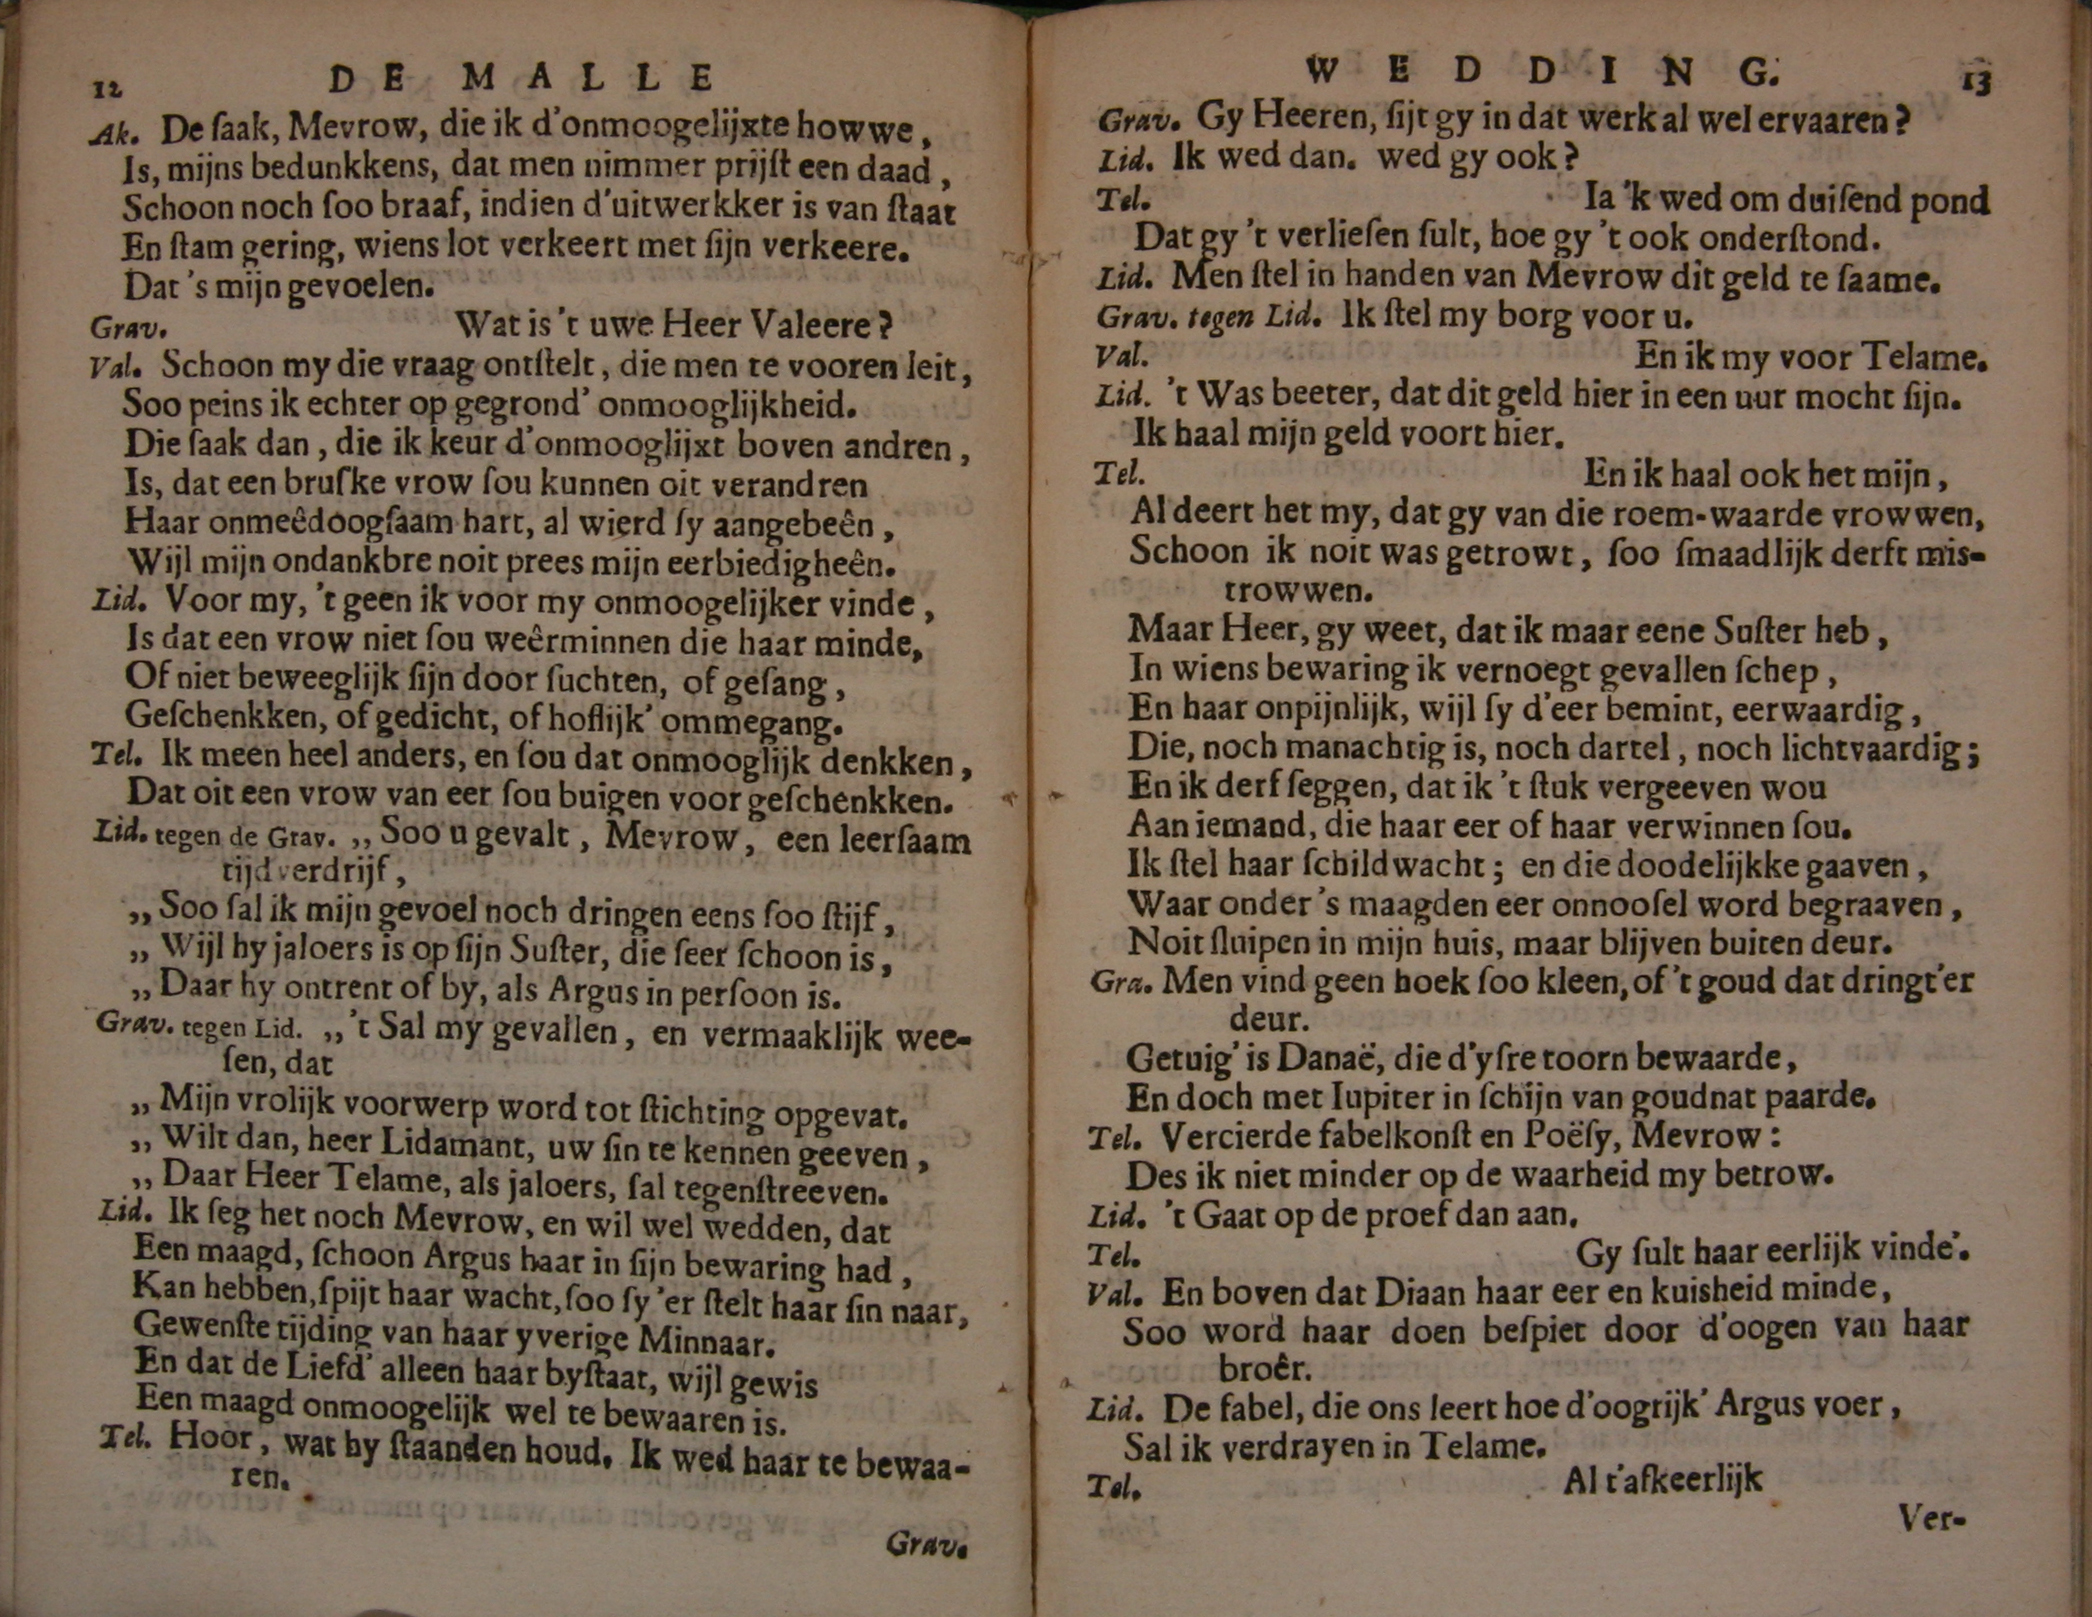 12 DE MALLE
Ak. De ſaak, Mevrow, die ik d'onmoogelijxte howwe,
Is, mijns bedunkkens, dat men nimmer prijſt een daad,
Schoon noch ſoo braaf, indien d'uitwerkker is van ſtaat
En ſtam gering, wiens lot verkeert met ſijn verkeere.
Dat 's mijn gevoelen.
Grav. Wat is 't uwe Heer Valeere?
Val. Schoon my die vraag ontſtelt, die men te vooren leit,
Soo peins ik echter op gegrond' onmooglijkheid.
Die ſaak dan, die ik keur d'onmooglijxt boven andren,
Is, dat een bruſke vrow ſou kunnen oit verandren
Haar onmeêdoogſaam hart, al wierd ſy aangebeên,
Wijl mijn ondankbre noit prees mijn eerbiedigheên.
Lid. Voor my, 't geen ik voor my onmoogelijker vinde,
Is dat een vrow niet ſou weêrminnen die haar minde,
Of niet beweeglijk ſijn door ſuchten, of geſang,
Geſchenkken, of gedicht, of hoflijk' ommegang.
Tel. Ik meen heel anders, en ſou dat onmooglijk denkken,
Dat oit een vrow van eer ſou buigen voor geſchenkken.
Lid. tegen de Grav. ,, Soo u gevalt, Mevrow, een leerſaam
tijdverdrijf,
,, Soo ſal ik mijn gevoel noch dringen eens ſoo ſtijf,
,, Wijl hy jaloers is op ſijn Suſter, die ſeer ſchoon is,
,, Daar hy ontrent of by, als Argus in perſoon is.
Grav. tegen Lid. ,, 't Sal my gevallen, en vermaaklijk wee-
ſen, dat
,, Mijn vrolijk voorwerp word tot ſtichting opgevat.
,, Wilt dan, heer Lidamant, uw ſin te kennen geeven,
,, Daar Heer Telame, als jaloers, ſal tegenſtreeven.
Lid. Ik ſeg het noch Mevrow, en wil wel wedden, dat
Een maagd, ſchoon Argus haar in ſijn bewaring had,
Kan hebben, ſpijt haar wacht, ſoo ſy 'er ſtelt haar ſin naar,
Gewenſte tijding van haar yverige Minnaar.
En dat de Liefd' alleen haar byſtaat, wijl gewis
Een maagd onmoogelijk wel te bewaaren is.
Tel. Hoor, wat hy ſtaanden houd. Ik wed haar te bewaa-
ren.
Grav.
WEDDING. 13
Grav. Gy Heeren, ſijt gy in dat werk al wel ervaaren?
Lid. Ik wed dan. wed gy ook?
Tel. Ia 'k wed om duiſend pond
Dat gy 't verlieſen ſult, hoe gy 't ook onderſtond.
Lid. Men ſtel in handen van Mevrow dit geld te ſaame.
Grav. tegen Lid. Ik ſtel my borg voor u.
Val. En ik my voor Telame.
Lid. 't Was beeter, dat dit geld hier in een uur mocht ſijn.
Ik haal mijn geld voort hier.
Tel. En ik haal ook het mijn,
Al deert het my, dat gy van die roem-waarde vrowwen,
Schoon ik noit was getrowt, ſoo ſmaadlijk derft mis-
trowwen.
Maar Heer, gy weet, dat ik maar eene Suſter heb,
In wiens bewaring ik vernoegt gevallen ſchep,
En haar onpijnlijk, wijl ſy d'eer bemint, eerwaardig,
Die, noch manachtig is, noch dartel, noch lichtvaardig;
En ik derf ſeggen, dat ik 't ſtuk vergeeven wou
Aan iemand, die haar eer of haar verwinnen ſou.
Ik ſtel haar ſchildwacht; en die doodelijkke gaaven,
Waar onder 's maagden eer onnooſel word begraaven,
Noit ſluipen in mijn huis, maar blijven buiten deur.
Gra. Men vind geen hoek ſoo kleen, of 't goud dat dringt'er
deur.
Getuig' is Danaë, die d'yſre toorn bewaarde,
En doch met Iupiter in ſchijn van goudnat paarde.
Tel. Vercierde fabelkonſt en Poëſy, Mevrow:
Des ik niet minder op de waarheid my betrow.
Lid. 't Gaat op de proef dan aan.
Tel. Gy ſult haar eerlijk vinde'.
Val. En boven dat Diaan haar eer en kuisheid minde,
Soo word haar doen beſpiet door d'oogen van haar
broêr.
Lid. De fabel, die ons leert hoe d'oogrijk' Argus voer,
Sal ik verdrayen in Telame.
Tel. Al t'afkeerlijk
Ver-